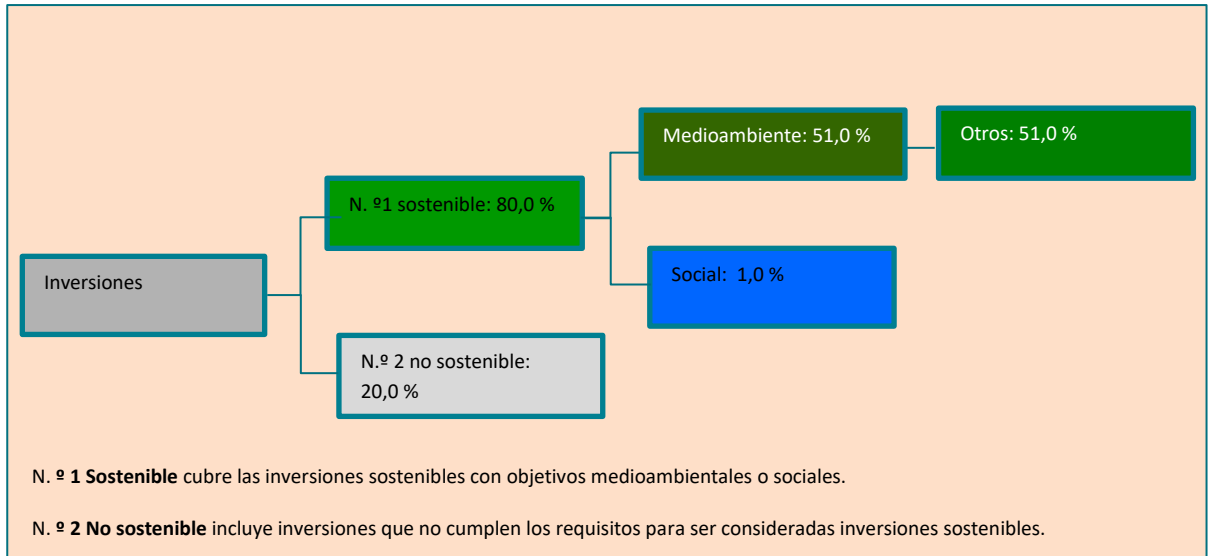 Medioambiente: 51,0 %
Otros: 51,0 %
N. º1 sostenible: 80,0 %
Inversiones
Social:  1,0 %
N.º 2 no sostenible:
20,0 %
N. º 1 Sostenible cubre las inversiones sostenibles con objetivos medioambientales o sociales.
N. º 2 No sostenible incluye inversiones que no cumplen los requisitos para ser consideradas inversiones sostenibles.